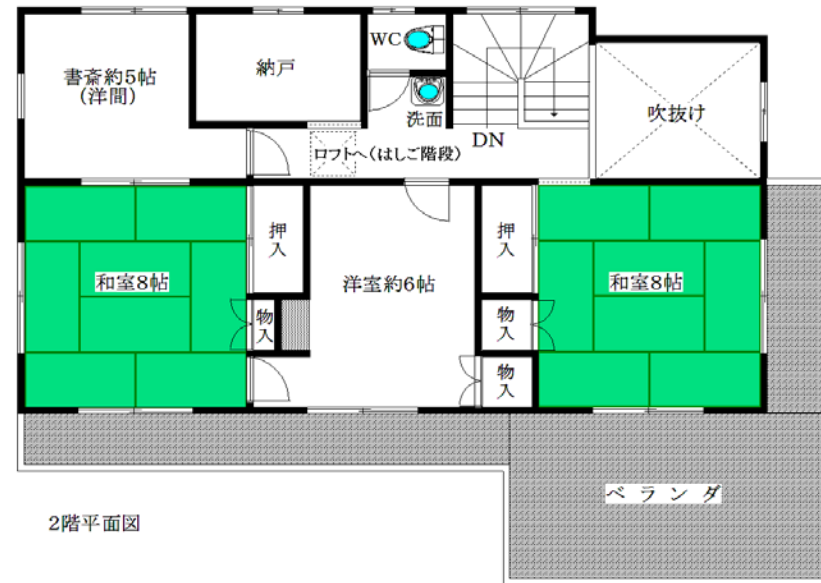 WC
書斎約5帖
(洋間)
納戸
洗面
吹抜け
DN
ロフトへ(はしご階段)
押
入
押
入
和室8帖
洋室約6帖
和室8帖
物
入
物
入
物
入
ベランダ
2階平面図